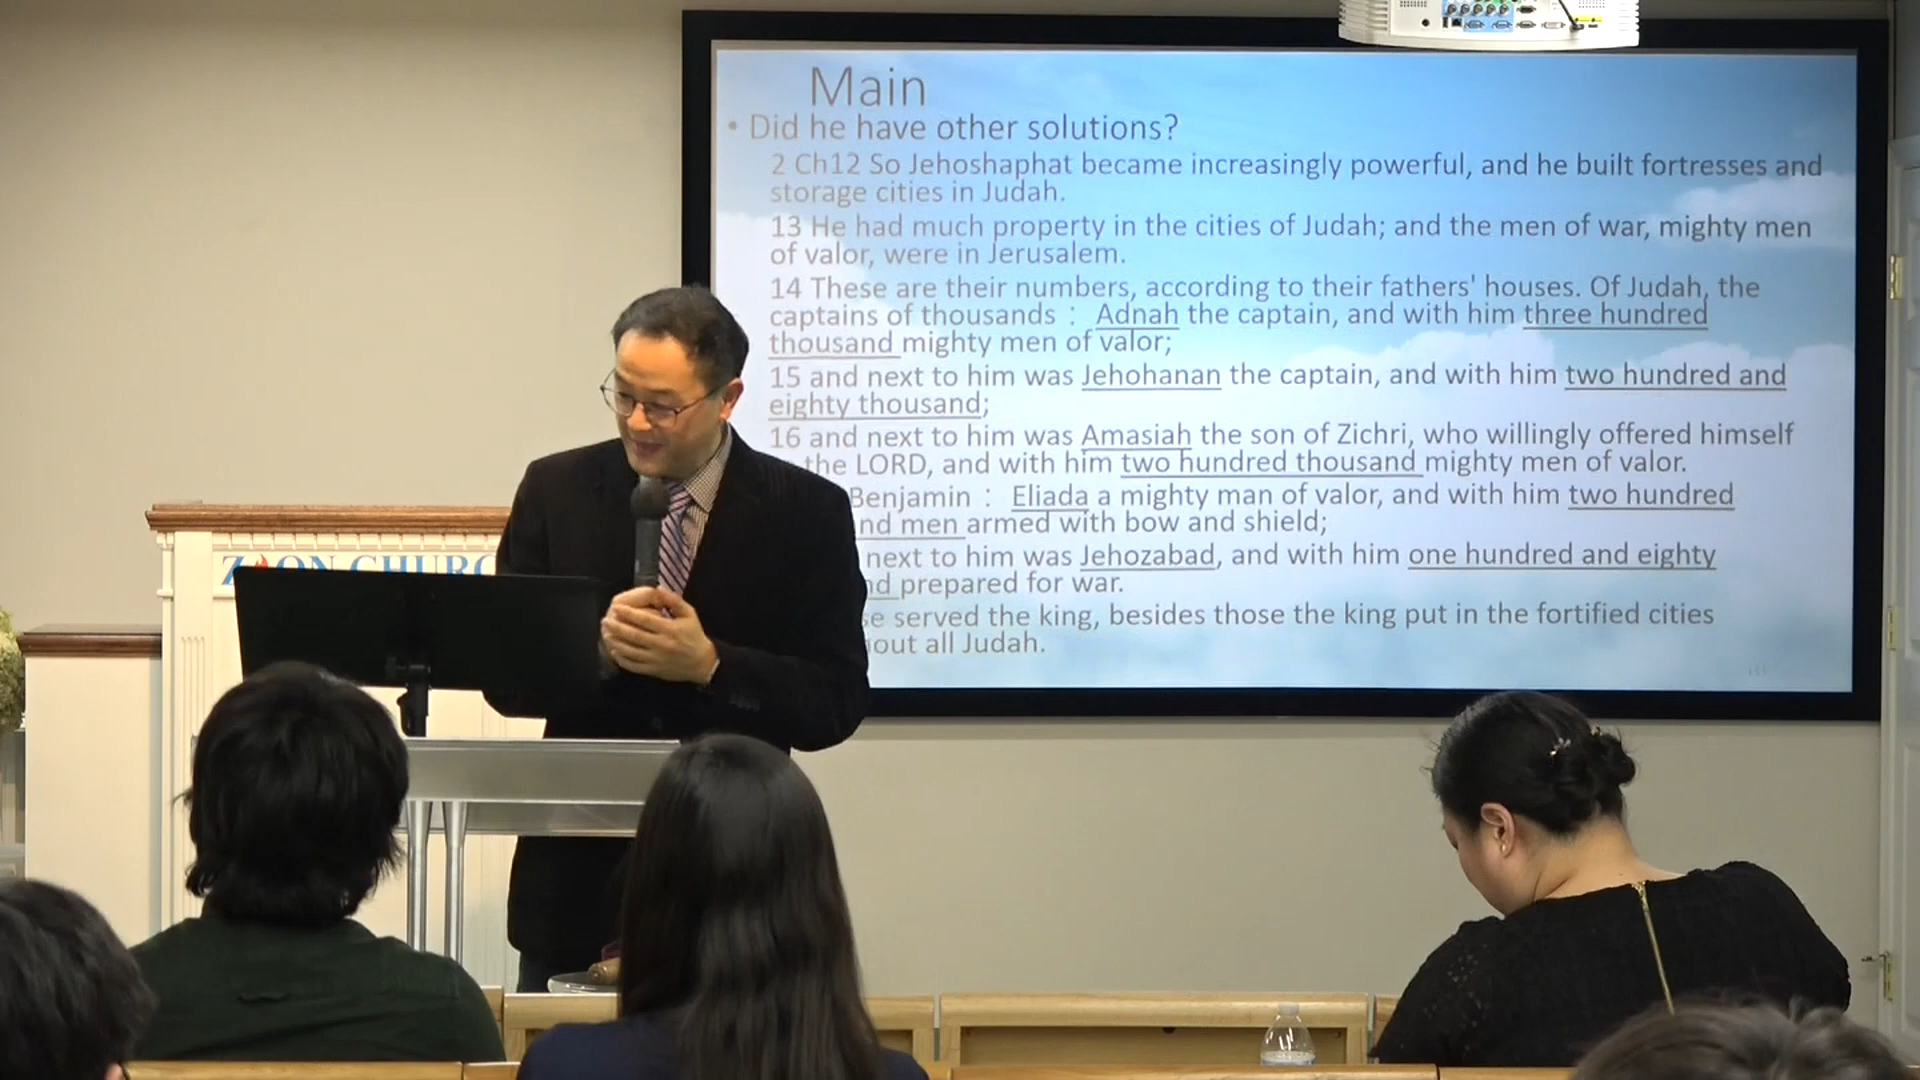 Main
• Did he have other solutions?
2 Ch12 So Jehoshaphat became increasingly powerful, and he built fortresses and
storage cities in Judah.
13 He had much property in the cities of Judah; and the men of war, mighty men
of valor, were in Jerusalem.
14 These are their numbers, according to their fathers' houses. Of Judah, the
captains of thousands： Adnah the captain, and with him three hundred
thousand mighty men of valor;
15 and next to him was Jehohanan the captain, and with him two hundred and
eighty thousand;
16 and next to him was Amasiah the son of Zichri, who willingly offered himself
the LORD, and with him two hundred thousand mighty men of valor.
Benjamin： Eliada a mighty man of valor, and with him two hundred
men armed with bow and shield;
next to him was Jehozabad, and with him one hundred and eighty
prepared for war.
served the king, besides those the king put in the fortified cities
all Judah.
ZION CHURC